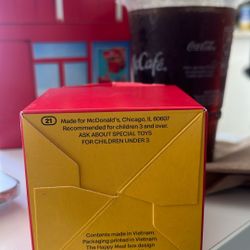 McCafé
Coca-Cola
21
Made for McDonald's, Chicago, IL 60607
Recommended for children 3 and over.
ASK ABOUT SPECIAL TOYS
FOR CHILDREN UNDER 3.
Contents made in Vietnam.
Packaging printed in Vietnam.
The Happy Meal box design